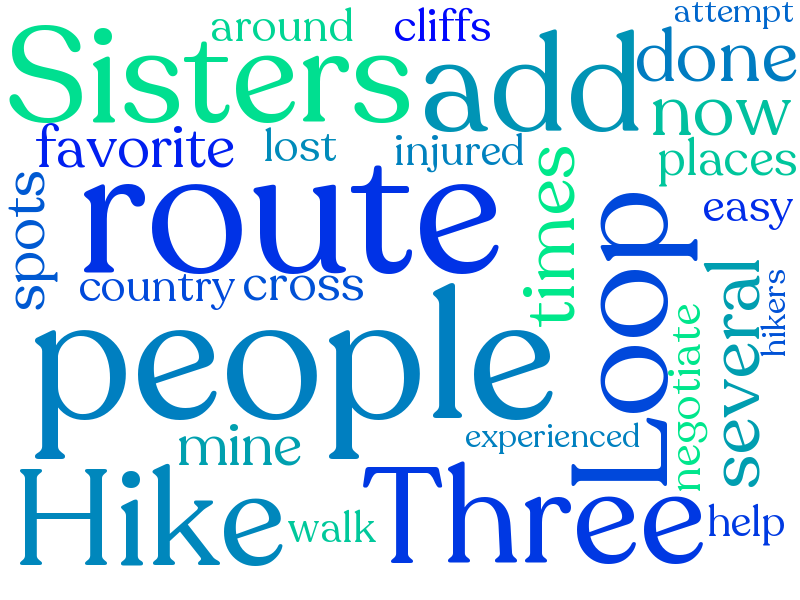 attempt
around
cliffs
Sisters
add
done
now
favorite
lost
injured
places
spots
route
times
easy
Loop
country
cross
several
hikers
people
negotiate
mine
experienced
Hike
Three
walk
help